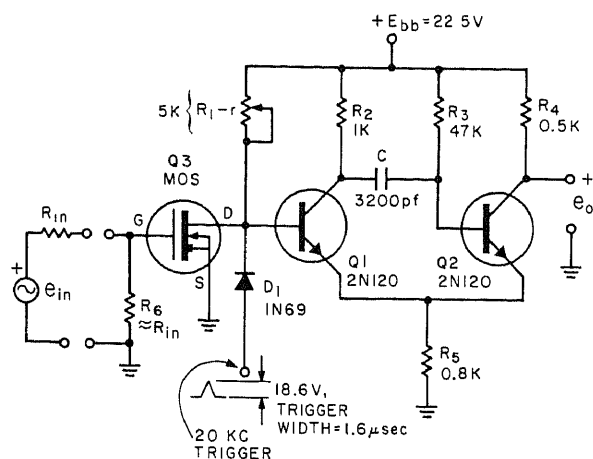 +Ebb=22 5V
5K { R1-r
R2
1K
R3
47K
R4
0.5K
C
3200pf
Q3
MOS
G
D
S
Rin
+
ein
R6
≈Rin
D1
1N69
Q1
2N120
Q2
2N120
+
eo
R5
0.8K
18.6V,
TRIGGER
WIDTH=1.6μsec
20 KC
TRIGGER